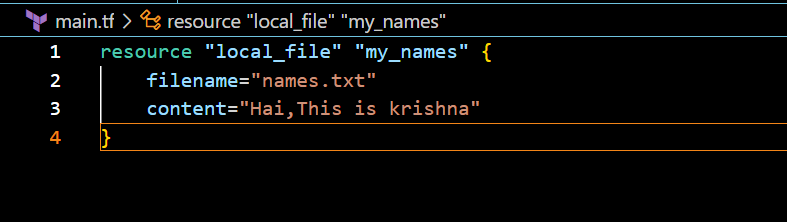 main.tf > resource "local_file" "my_names"
1 resource "local_file" "my_names" {
2 filename="names.txt"
3 content="Hai,This is krishna"
4 }